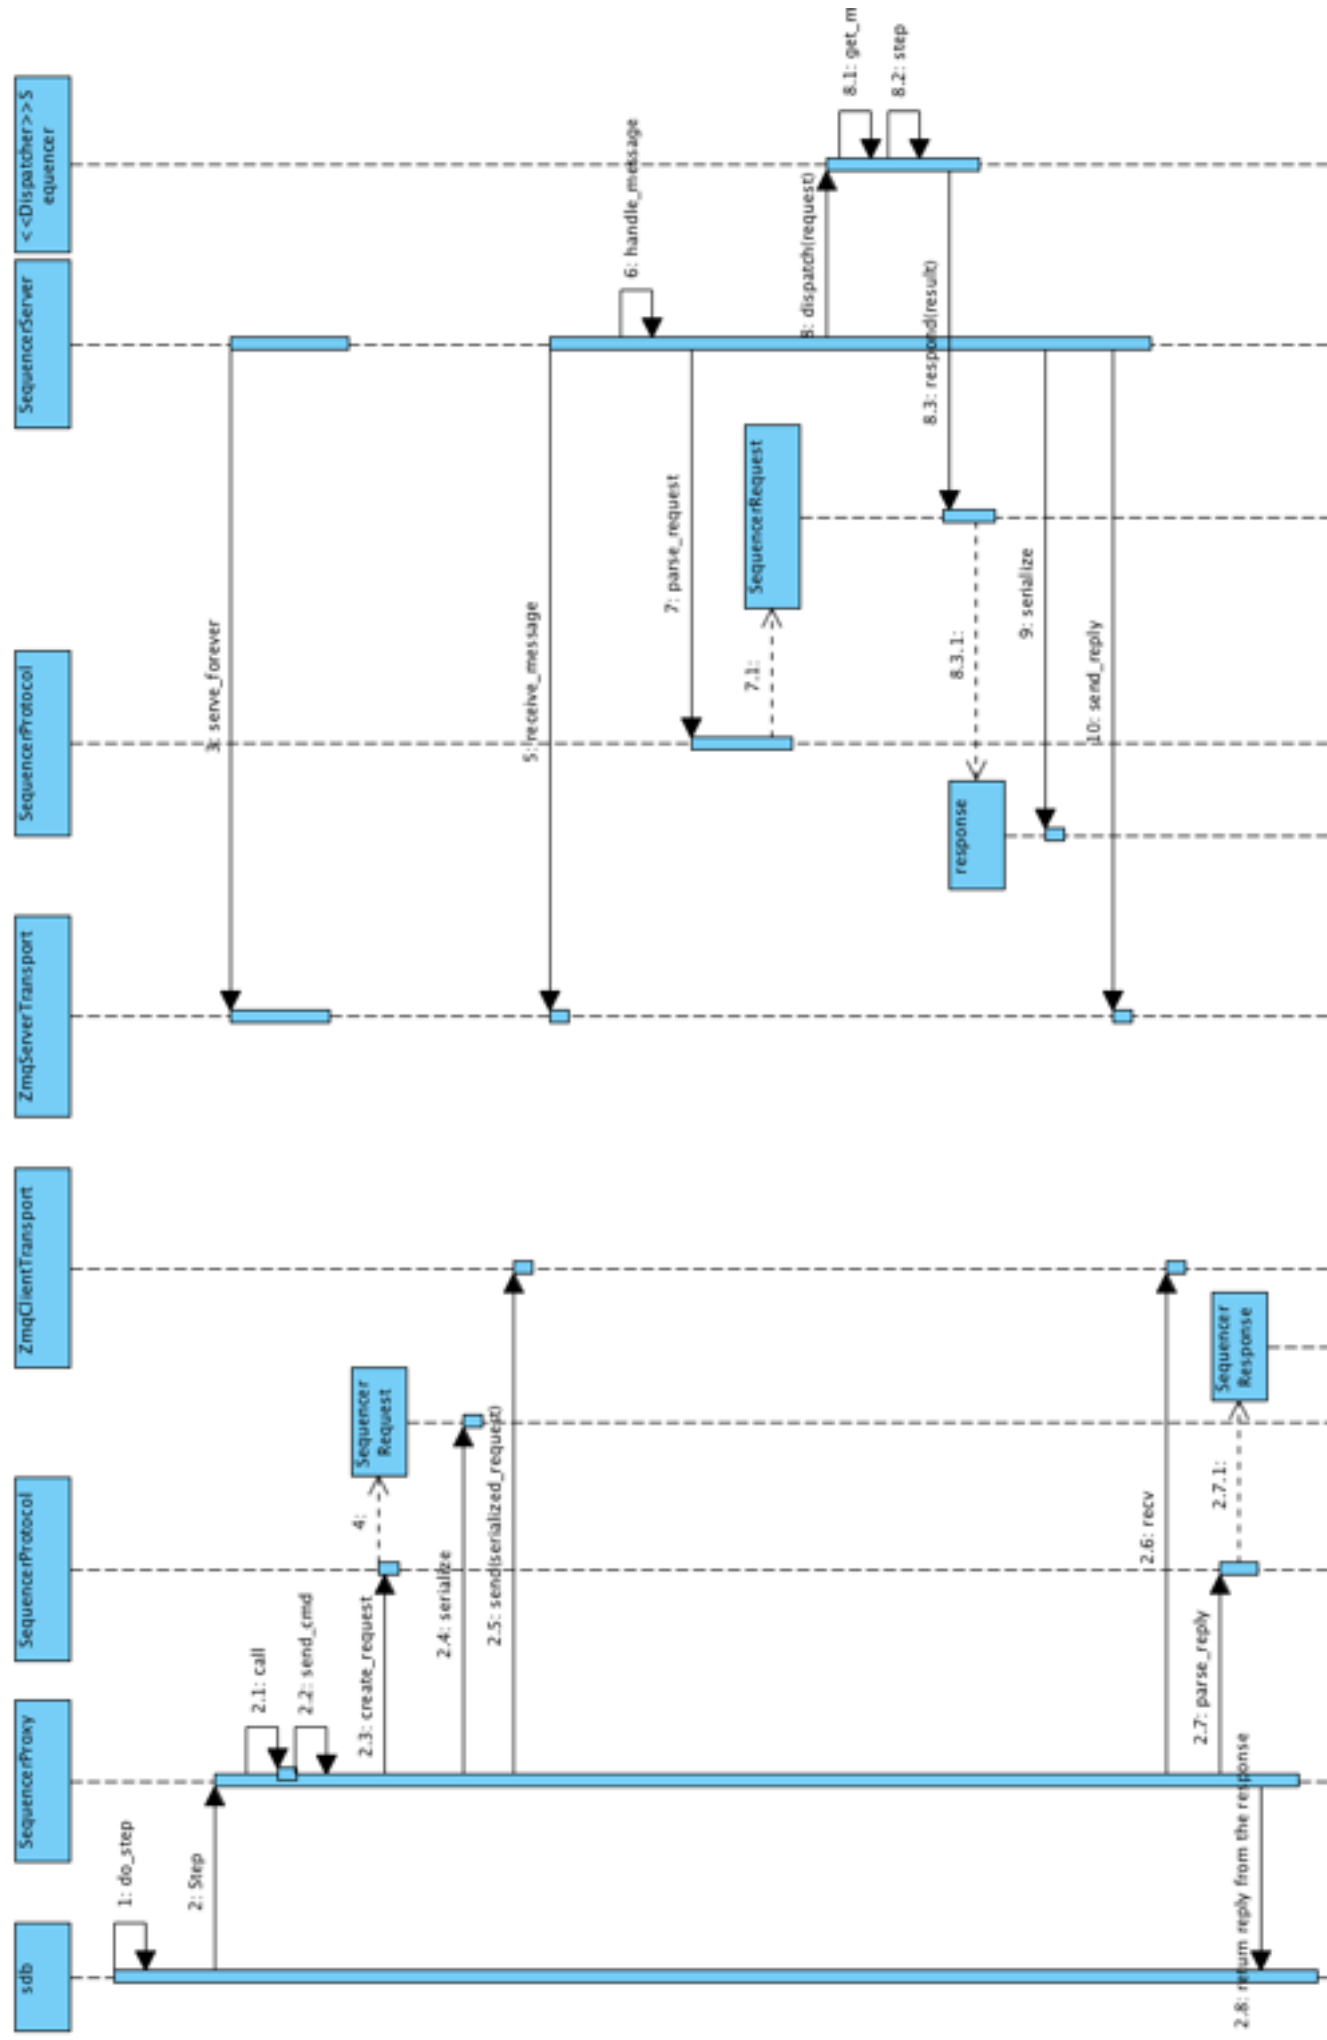 sdb
SequencerProxy
SequencerProtocol
ZmqClientTransport
ZmqServerTransport
SequencerProtocol
SequencerServer
<<Dispatcher>>S
equencer
1: do_step
2: Step
2.1: call
2.2: send_cmd
3: serve_forever
2.3: create_request
4:
Sequencer
Request
2.4: serialize
2.5: send(serialized_request)
5: receive_message
6: handle_message
7: parse_request
7.1:
SequencerRequest
8: dispatch(request)
8.1: get_m
8.2: step
8.3: respond(result)
8.3.1:
response
9: serialize
10: send_reply
2.6: recv
2.7: parse_reply
2.7.1:
Sequencer
Response
2.8: return reply from the response